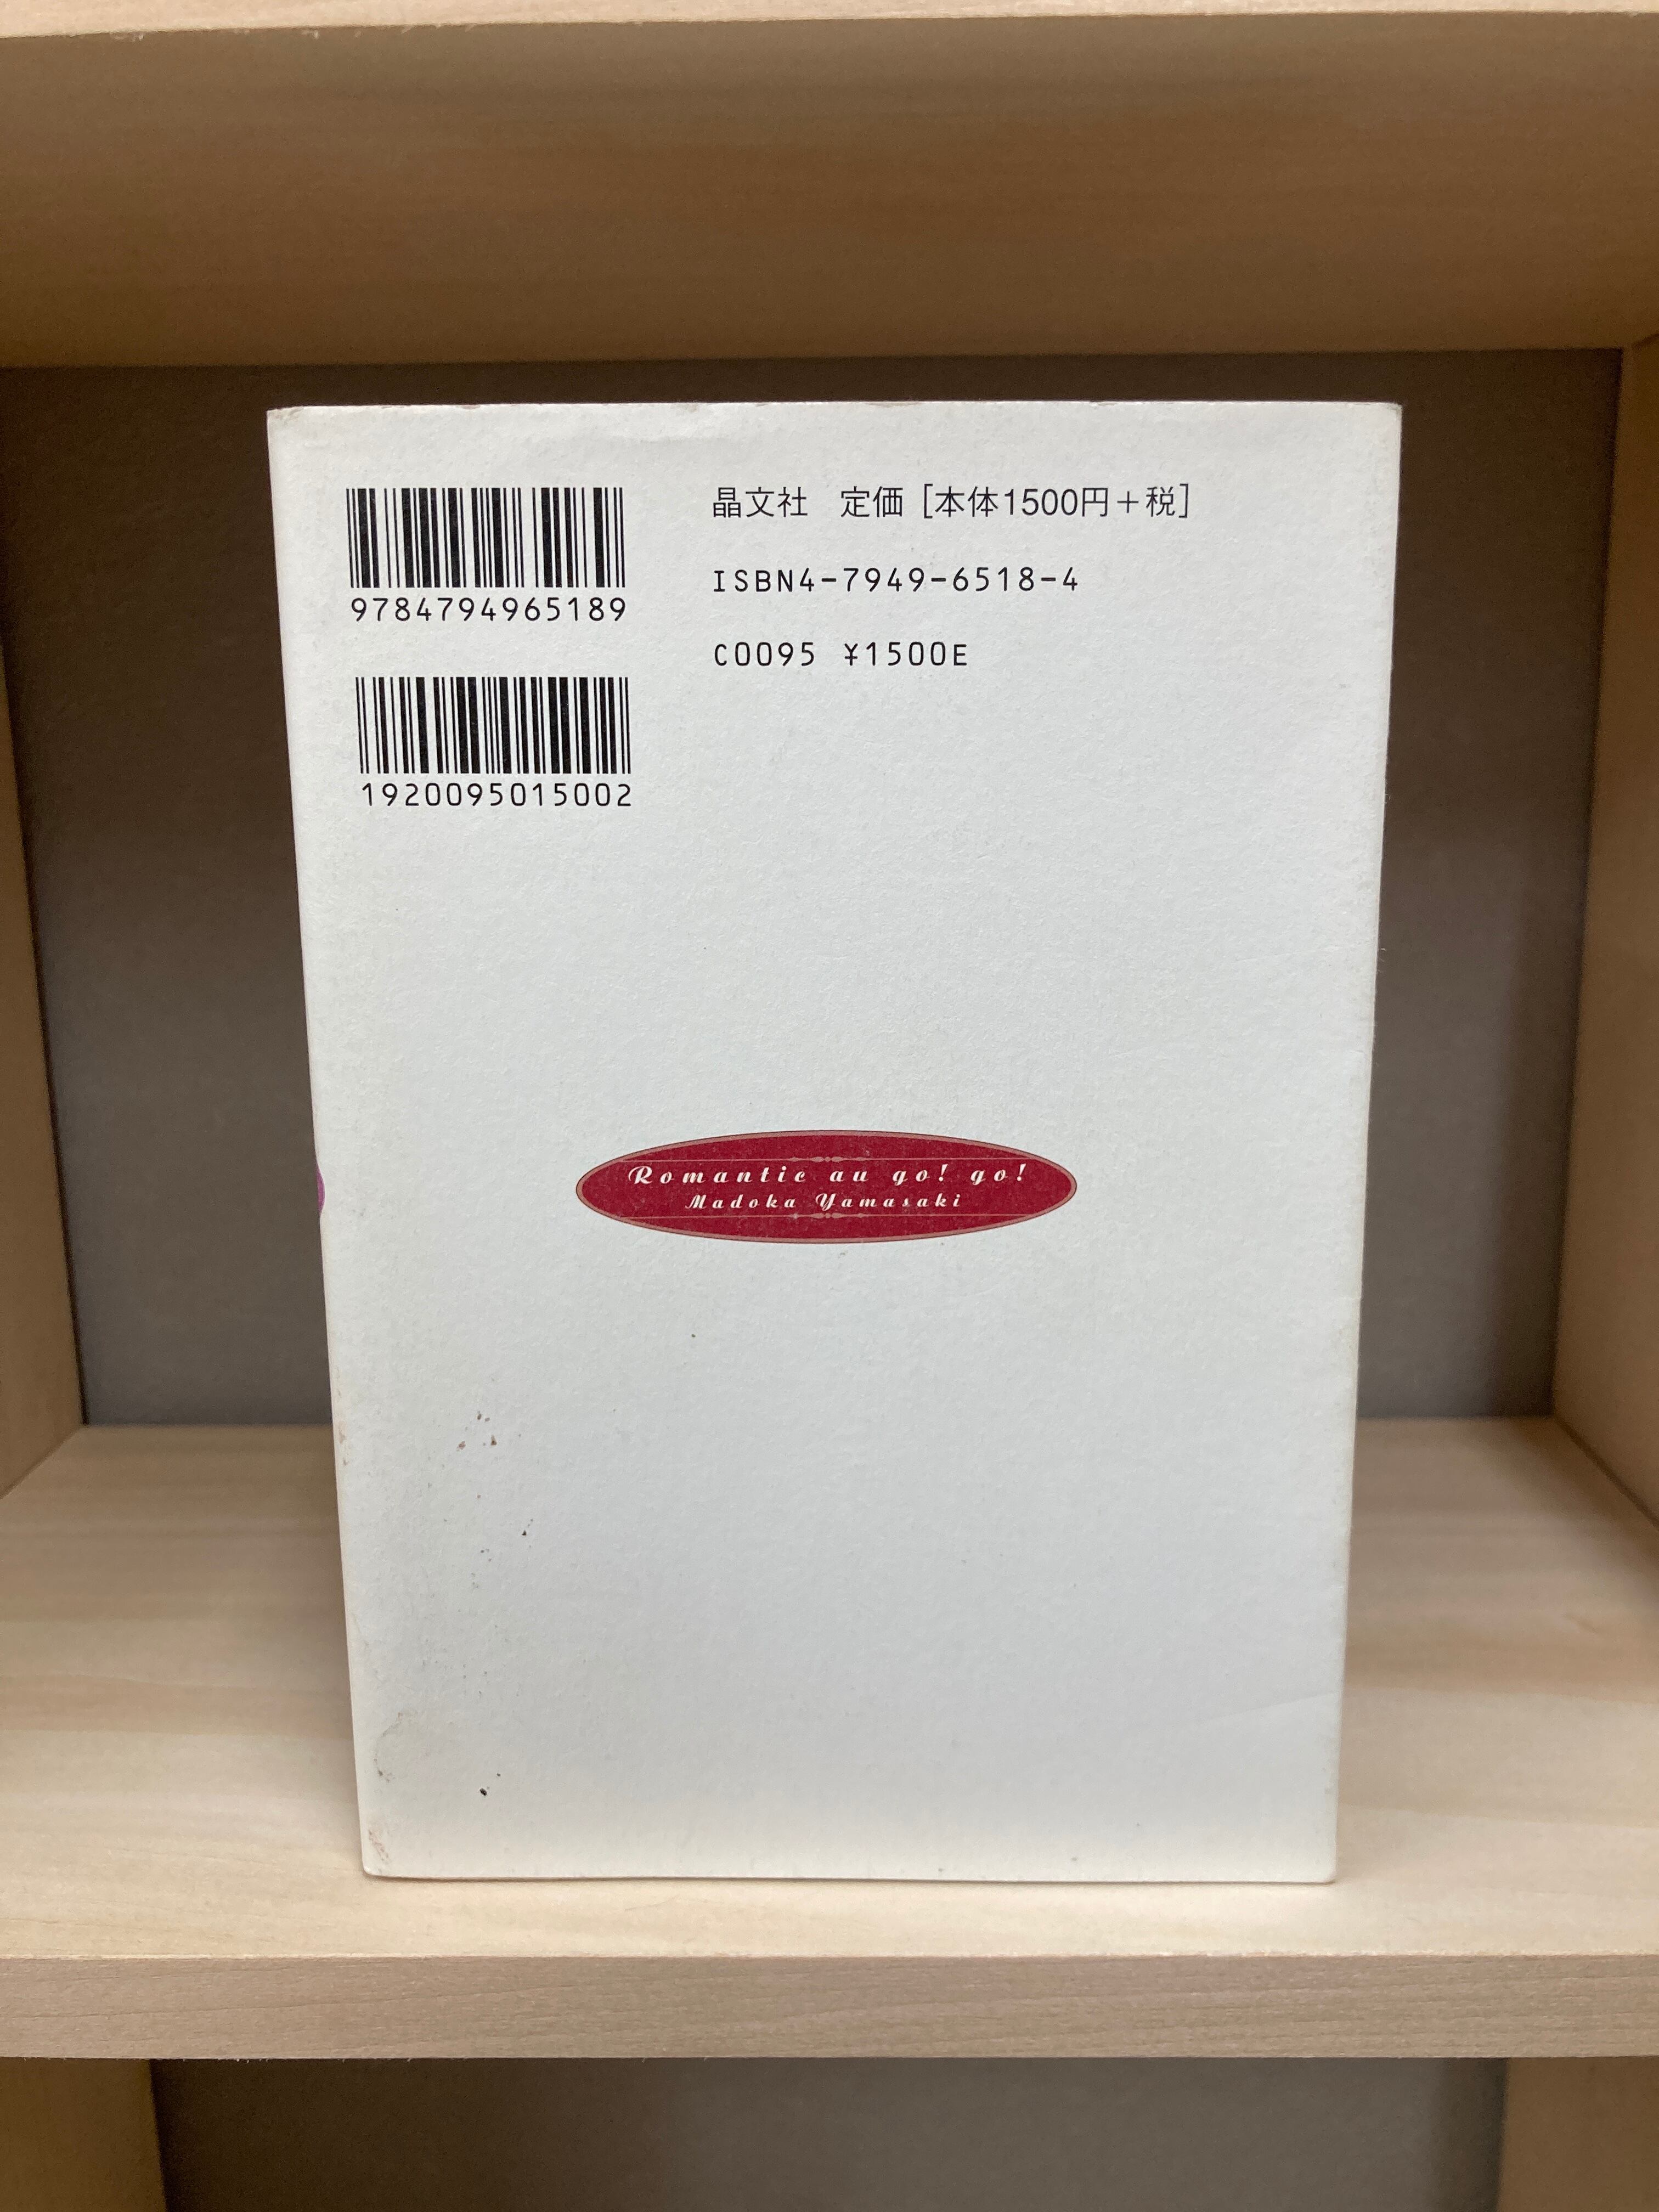 晶文社　定価［本体1500円＋税］
ISBN4-7949-6518-4
C0095 ¥1500E
9784794965189
1920095015002
Romantic au go! go!
Madoka Yamasaki